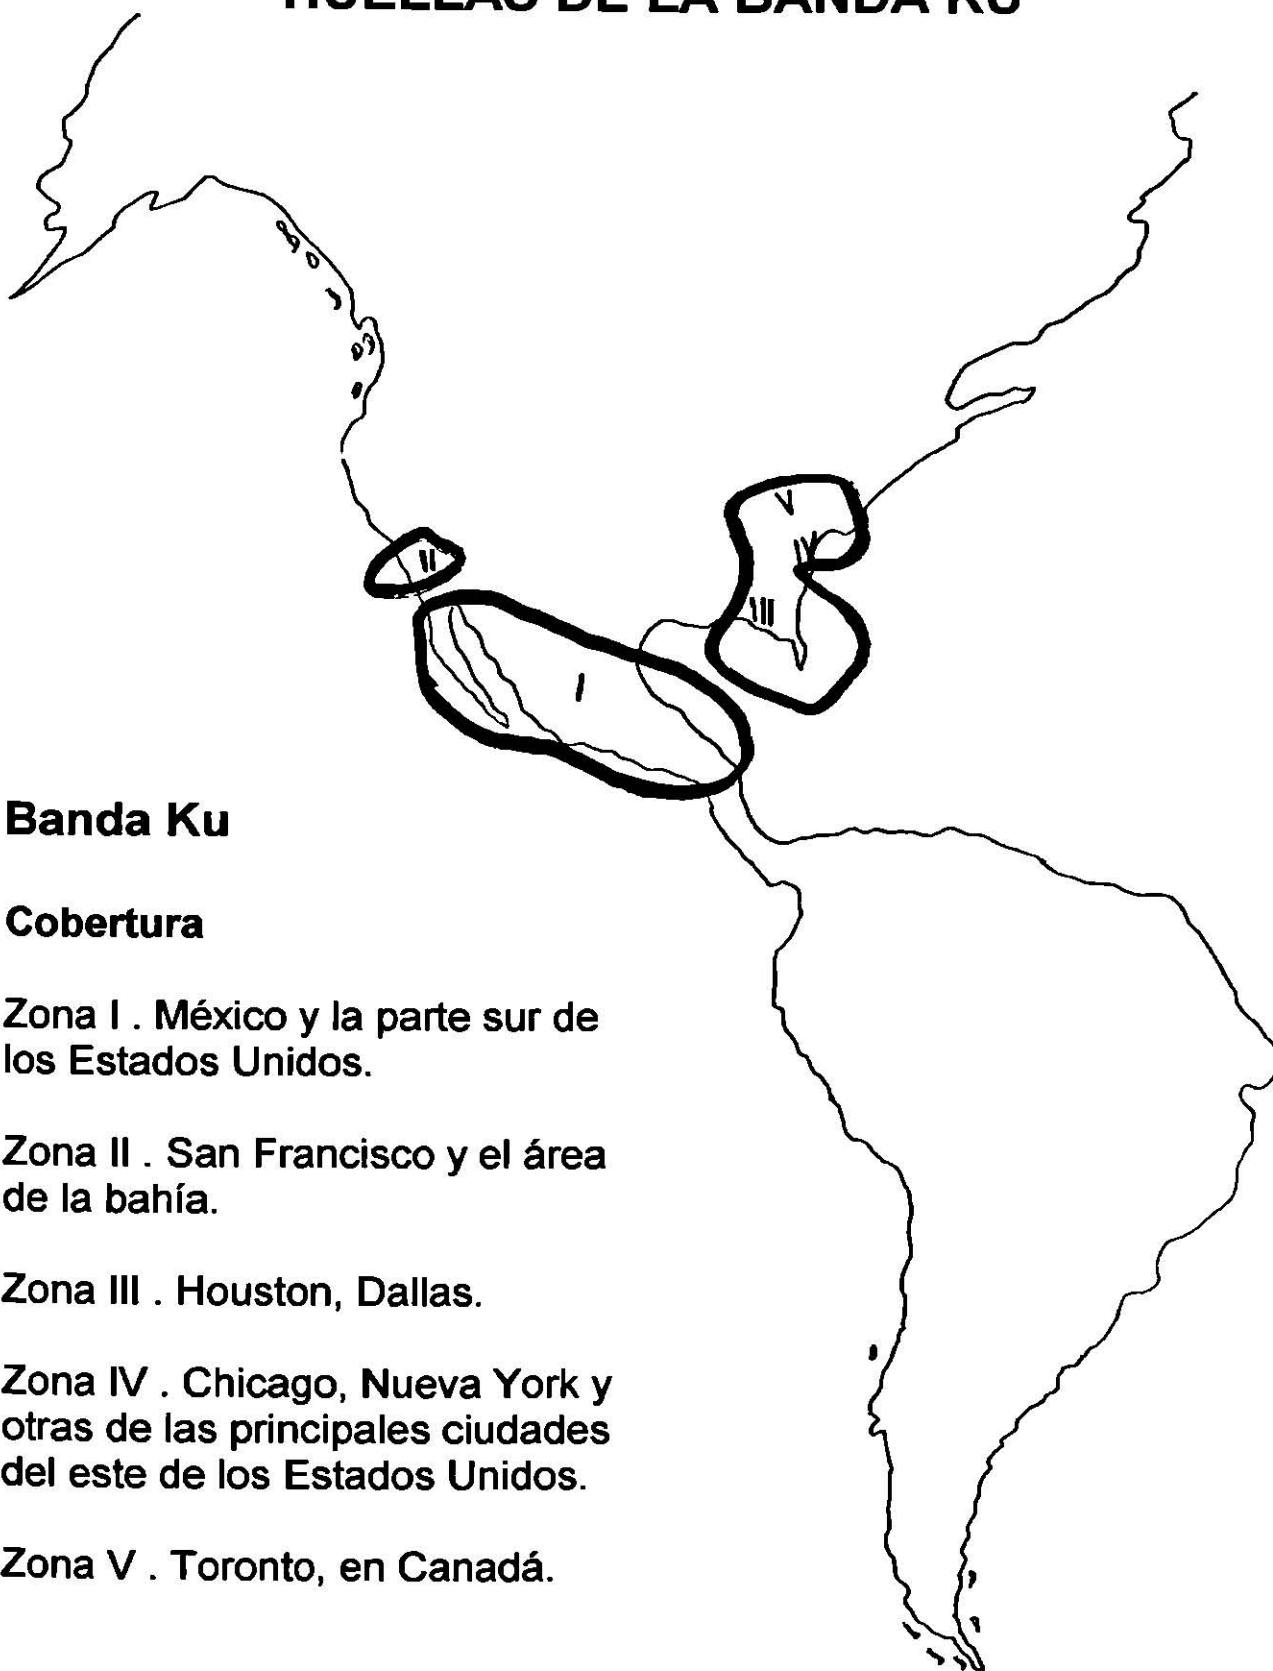 HUELLAS DE LA BANDA KU
V
IV
II
III
I
Banda Ku
Cobertura
Zona I . México y la parte sur de
los Estados Unidos.
Zona II . San Francisco y el área
de la bahía.
Zona III . Houston, Dallas.
Zona IV . Chicago, Nueva York y
otras de las principales ciudades
del este de los Estados Unidos.
Zona V . Toronto, en Canadá.